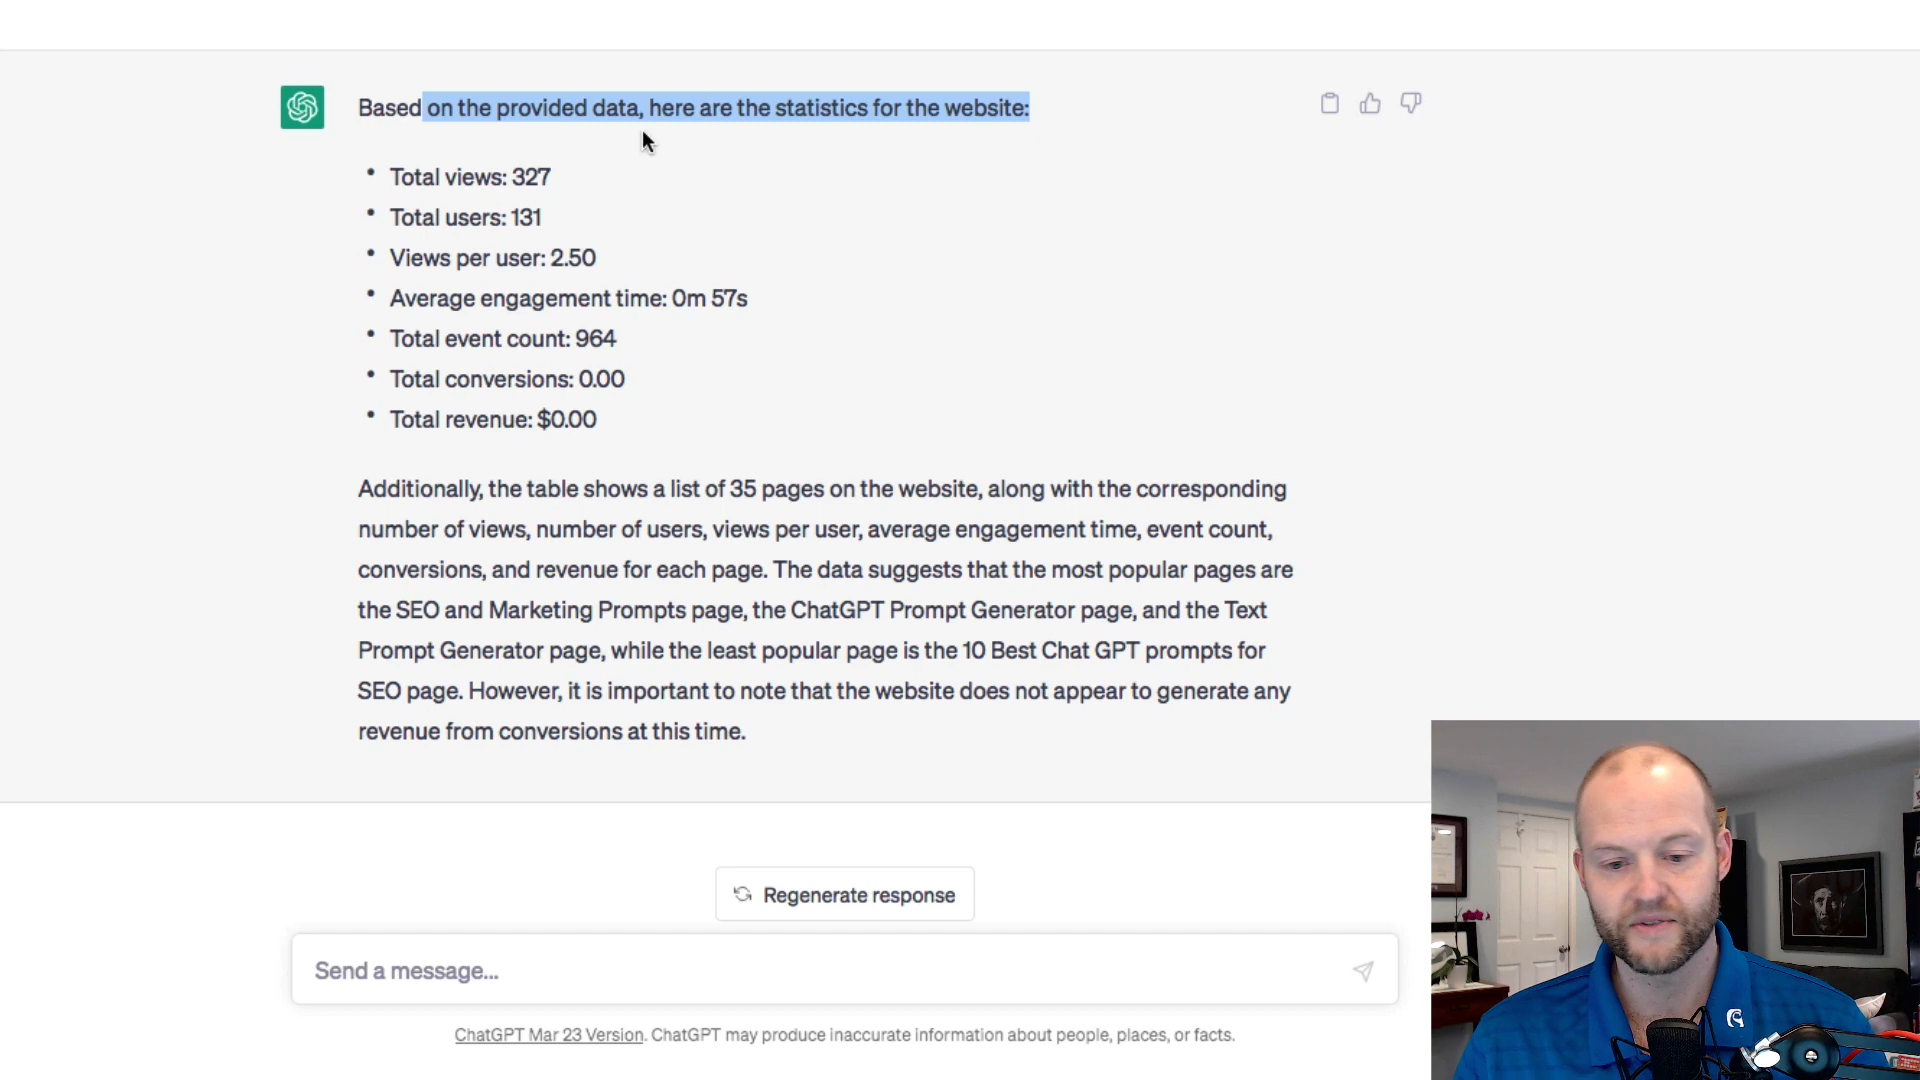 Based on the provided data, here are the statistics for the website:
• Total views: 327
• Total users: 131
• Views per user: 2.50
• Average engagement time: 0m 57s
• Total event count: 964
• Total conversions: 0.00
• Total revenue: $0.00
Additionally, the table shows a list of 35 pages on the website, along with the corresponding
number of views, number of users, views per user, average engagement time, event count,
conversions, and revenue for each page. The data suggests that the most popular pages are
the SEO and Marketing Prompts page, the ChatGPT Prompt Generator page, and the Text
Prompt Generator page, while the least popular page is the 10 Best Chat GPT prompts for
SEO page. However, it is important to note that the website does not appear to generate any
revenue from conversions at this time.
Regenerate response
Send a message...
ChatGPT Mar 23 Version. ChatGPT may produce inaccurate information about people, places, or facts.